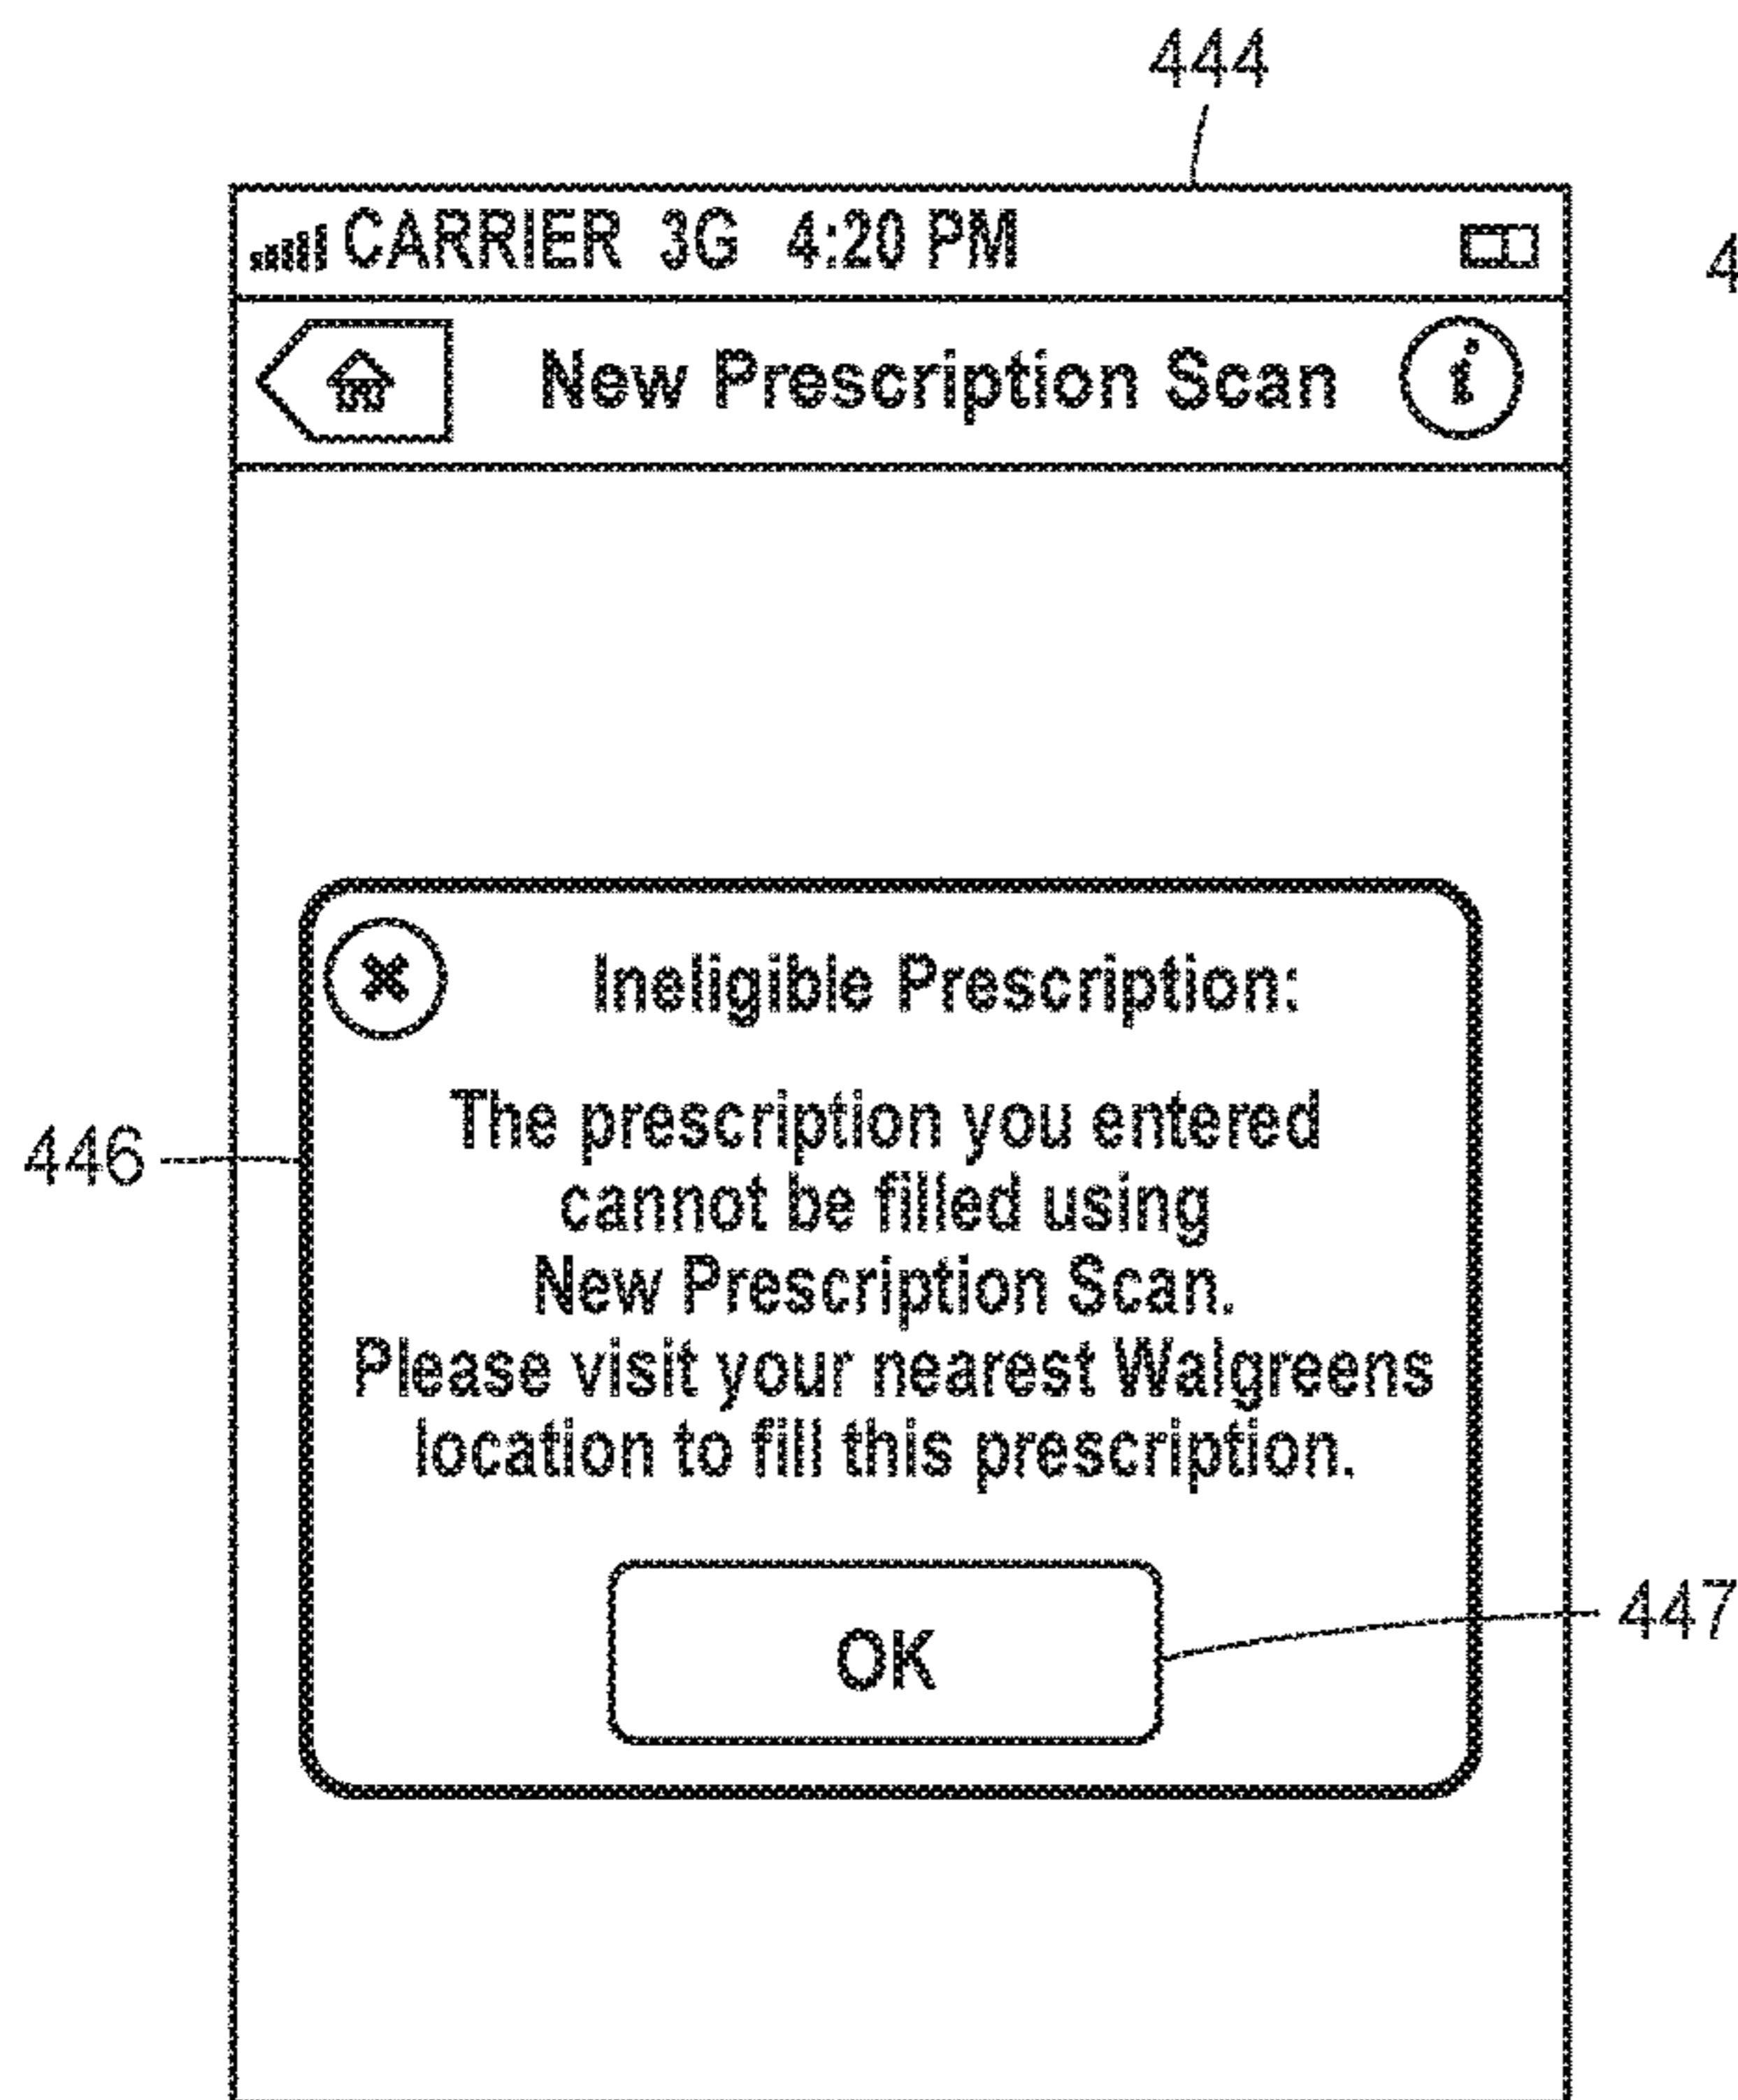 444
CARRIER 3G 4:20 PM
4
New Prescription Scan i
Ineligible Prescription:
The prescription you entered
cannot be filled using
New Prescription Scan.
Please visit your nearest Walgreens
location to fill this prescription.
446
OK
447